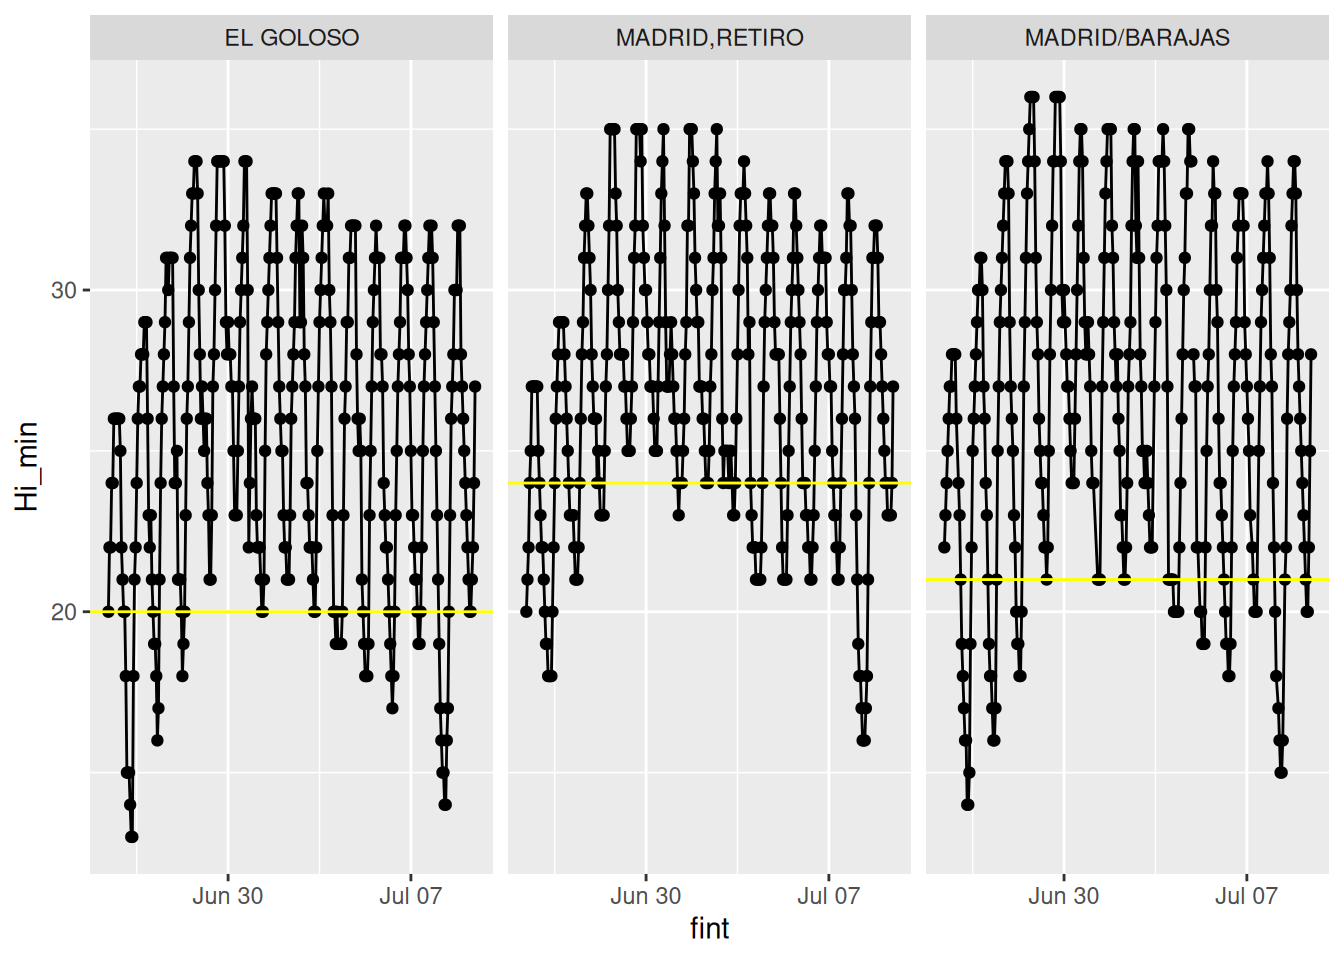 EL GOLOSO
MADRID,RETIRO
MADRID/BARAJAS
Hi_min
30
20
Jun 30
Jul 07
Jun 30
Jul 07
Jun 30
Jul 07
fint